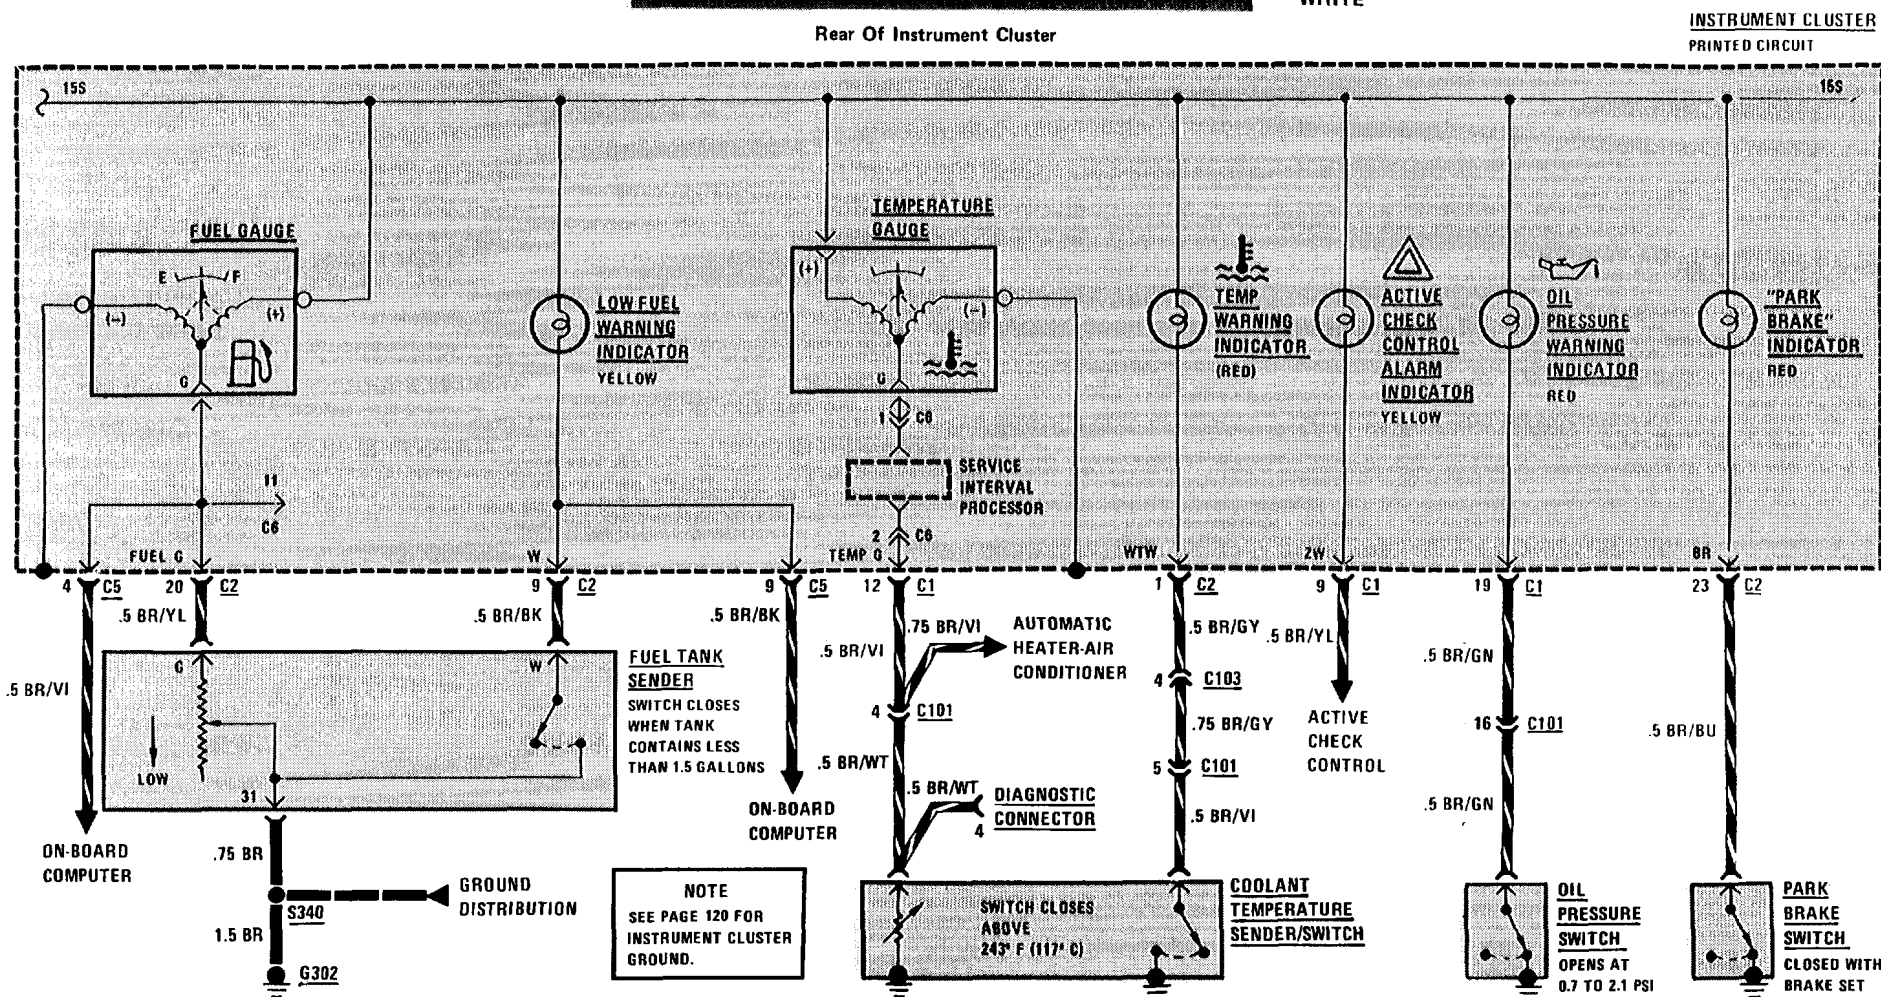 WHITE
Rear Of Instrument Cluster
INSTRUMENT CLUSTER
PRINTED CIRCUIT
15S
15S
FUEL GAUGE
E
F
(−)
(+)
G
LOW FUEL
WARNING
INDICATOR
YELLOW
TEMPERATURE
GAUGE
(+)
(−)
G
TEMP
WARNING
INDICATOR
(RED)
ACTIVE
CHECK
CONTROL
ALARM
INDICATOR
YELLOW
OIL
PRESSURE
WARNING
INDICATOR
RED
"PARK
BRAKE"
INDICATOR
RED
1
C6
SERVICE
INTERVAL
PROCESSOR
2
C6
11
C6
FUEL G
W
TEMP G
WTW
2W
BR
4
C5
20
C2
9
C2
9
C5
12
C1
1
C2
9
C1
19
C1
23
C2
.5 BR/YL
.5 BR/BK
.5 BR/BK
.5 BR/VI
.75 BR/VI
AUTOMATIC
HEATER-AIR
CONDITIONER
.5 BR/GY
.5 BR/YL
.5 BR/GN
.5 BR/VI
G
W
FUEL TANK
SENDER
SWITCH CLOSES
WHEN TANK
CONTAINS LESS
THAN 1.5 GALLONS
LOW
31
4
C101
4
C103
16
C101
.75 BR/GY
ACTIVE
CHECK
CONTROL
.5 BR/BU
5
C101
.5 BR/WT
.5 BR/WT
4
DIAGNOSTIC
CONNECTOR
.5 BR/VI
.5 BR/GN
ON-BOARD
COMPUTER
ON-BOARD
COMPUTER
.75 BR
S340
GROUND
DISTRIBUTION
1.5 BR
G302
NOTE
SEE PAGE 120 FOR
INSTRUMENT CLUSTER
GROUND.
SWITCH CLOSES
ABOVE
243° F (117° C)
COOLANT
TEMPERATURE
SENDER/SWITCH
OIL
PRESSURE
SWITCH
OPENS AT
0.7 TO 2.1 PSI
PARK
BRAKE
SWITCH
CLOSED WITH
BRAKE SET